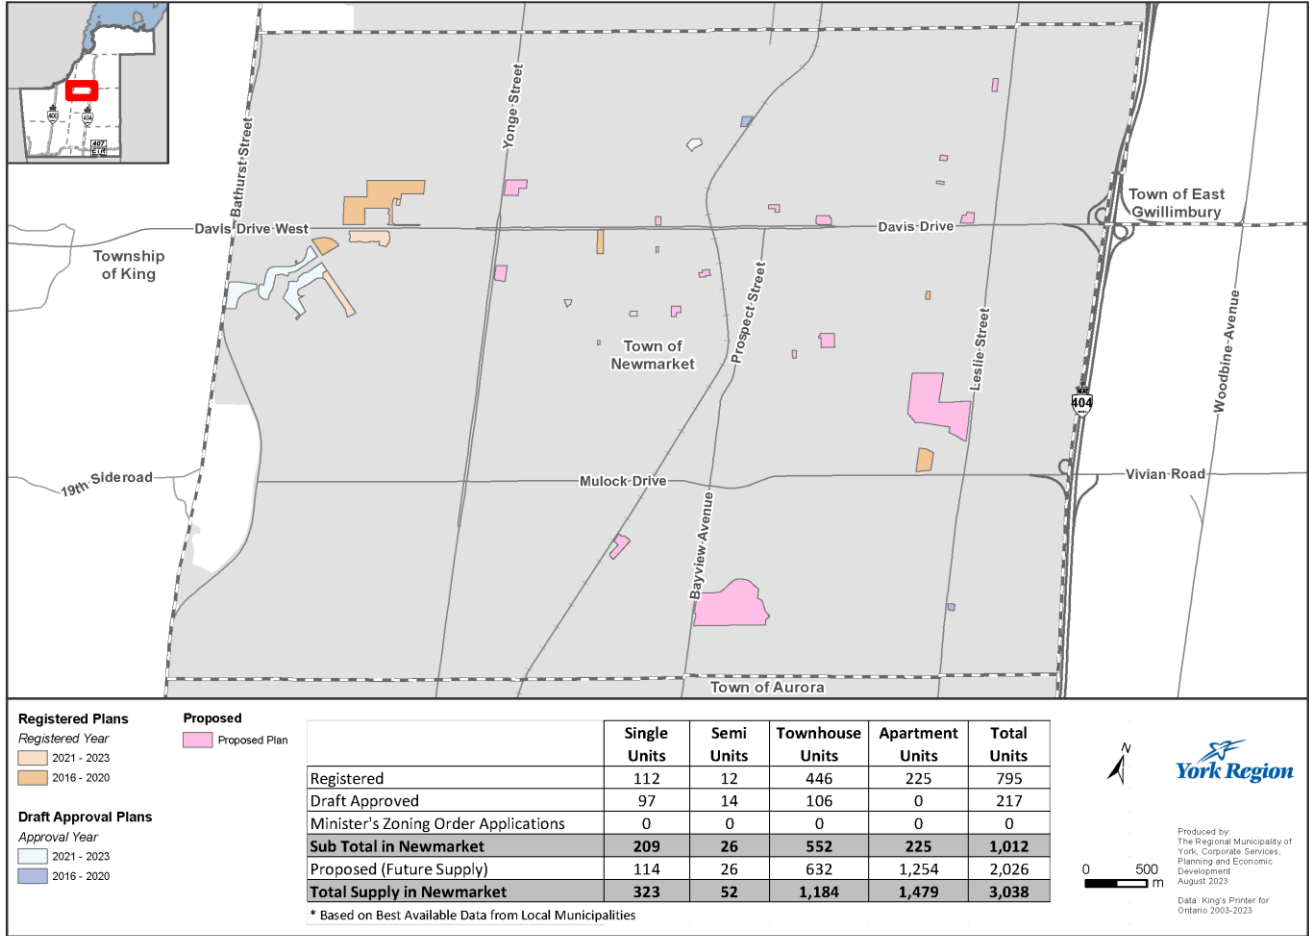 400
404
407
ETR
Bathurst Street
Yonge Street
Davis Drive West
Davis Drive
Town of East
Gwillimbury
Township
of King
Prospect Street
Town of
Newmarket
Leslie Street
404
Woodbine Avenue
19th Sideroad
Mulock Drive
Vivian Road
Bayview Avenue
Town of Aurora
Registered Plans
Registered Year
2021 - 2023
2016 - 2020
Draft Approval Plans
Approval Year
2021 - 2023
2016 - 2020
Proposed
Proposed Plan
Single Units Semi Units Townhouse Units Apartment Units Total Units
Registered 112 12 446 225 795
Draft Approved 97 14 106 0 217
Minister's Zoning Order Applications 0 0 0 0 0
Sub Total in Newmarket 209 26 552 225 1,012
Proposed (Future Supply) 114 26 632 1,254 2,026
Total Supply in Newmarket 323 52 1,184 1,479 3,038
* Based on Best Available Data from Local Municipalities
N
0 500
m
York Region
Produced by:
The Regional Municipality of
York, Corporate Services,
Planning and Economic
Development
August 2023
Data: King's Printer for
Ontario 2003-2023